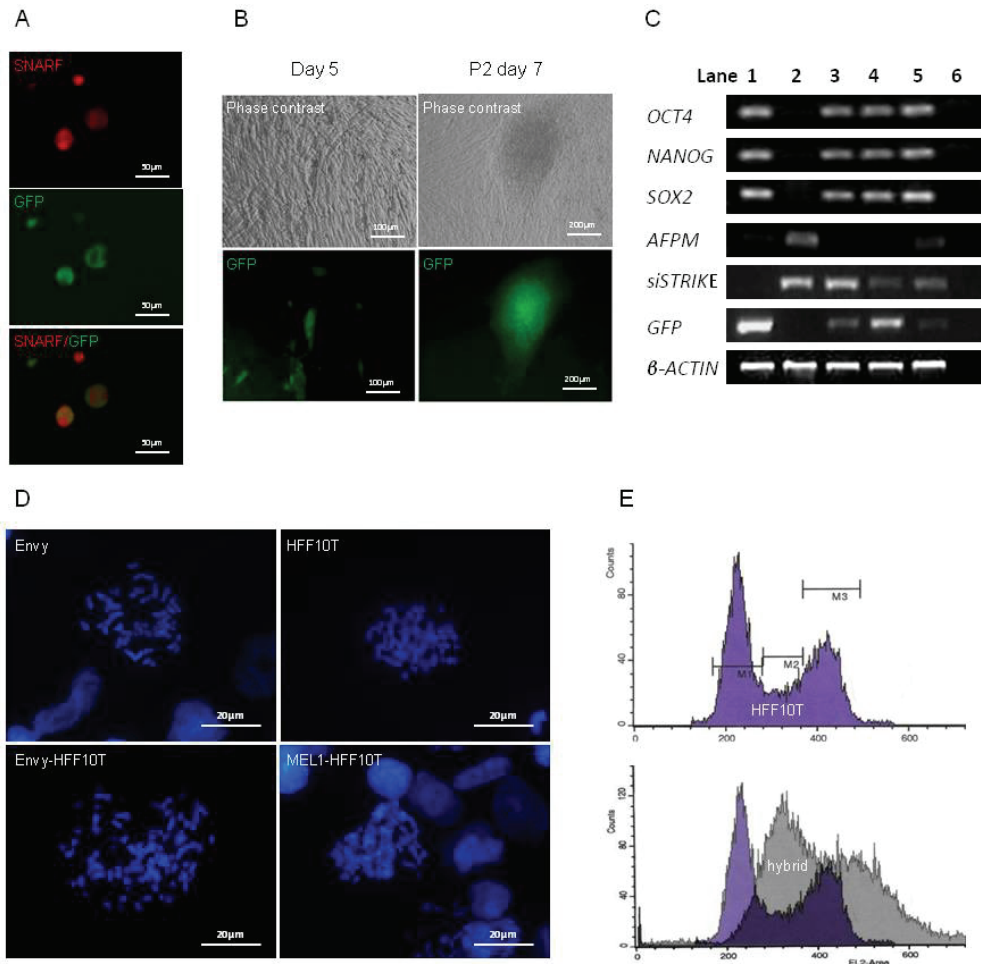 A
SNARF
50µm
GFP
50µm
SNARF/GFP
50µm
B
Day 5
P2 day 7
Phase contrast
100µm
Phase contrast
200µm
GFP
100µm
GFP
200µm
C
Lane 1 2 3 4 5 6
OCT4
NANOG
SOX2
AFPM
siSTRIKE
GFP
β-ACTIN
D
Envy
20µm
HFF10T
20µm
Envy-HFF10T
20µm
MEL1-HFF10T
20µm
E
Counts
80
40
0
M1
M2
M3
HFF10T
0 200 400 600
Counts
120
80
40
0
hybrid
0 200 400 600
FL2-Area